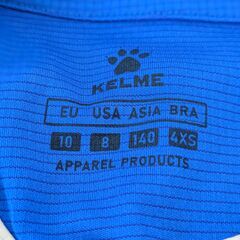 KELME
EU USA ASIA BRA
10 8 140 4XS
APPAREL PRODUCTS